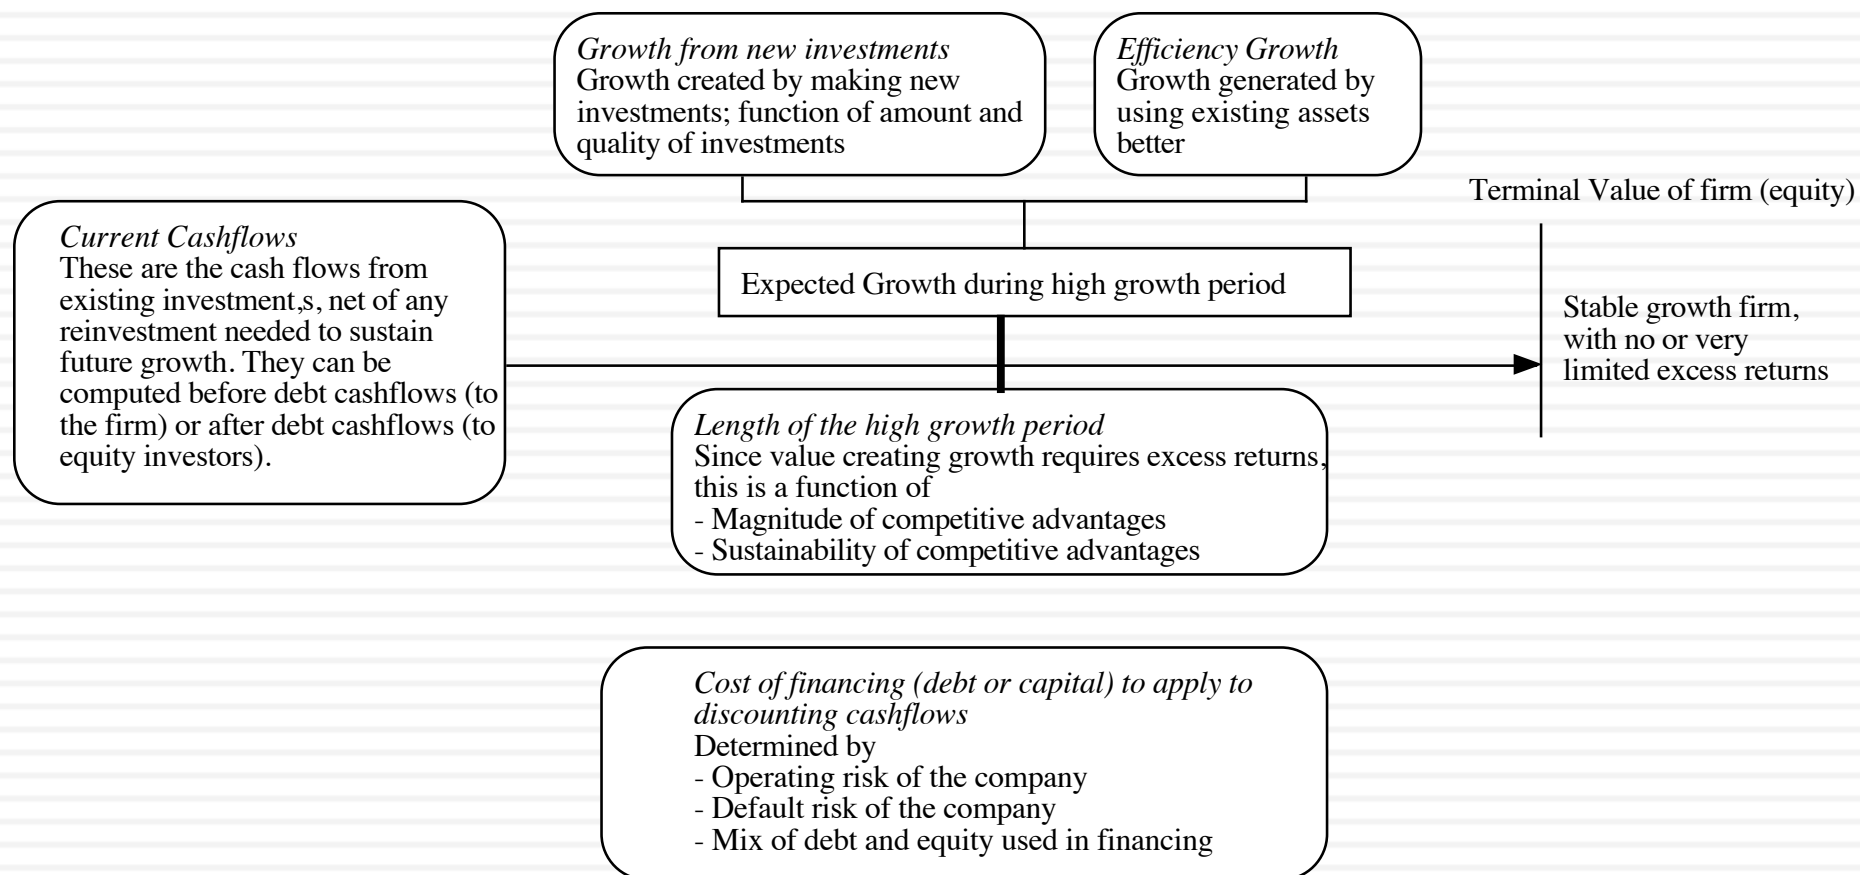 Growth from new investments
Growth created by making new
investments; function of amount and
quality of investments
Efficiency Growth
Growth generated by
using existing assets
better
Terminal Value of firm (equity)
Current Cashflows
These are the cash flows from
existing investment,s, net of any
reinvestment needed to sustain
future growth. They can be
computed before debt cashflows (to
the firm) or after debt cashflows (to
equity investors).
Expected Growth during high growth period
Stable growth firm,
with no or very
limited excess returns
Length of the high growth period
Since value creating growth requires excess returns,
this is a function of
- Magnitude of competitive advantages
- Sustainability of competitive advantages
Cost of financing (debt or capital) to apply to
discounting cashflows
Determined by
- Operating risk of the company
- Default risk of the company
- Mix of debt and equity used in financing